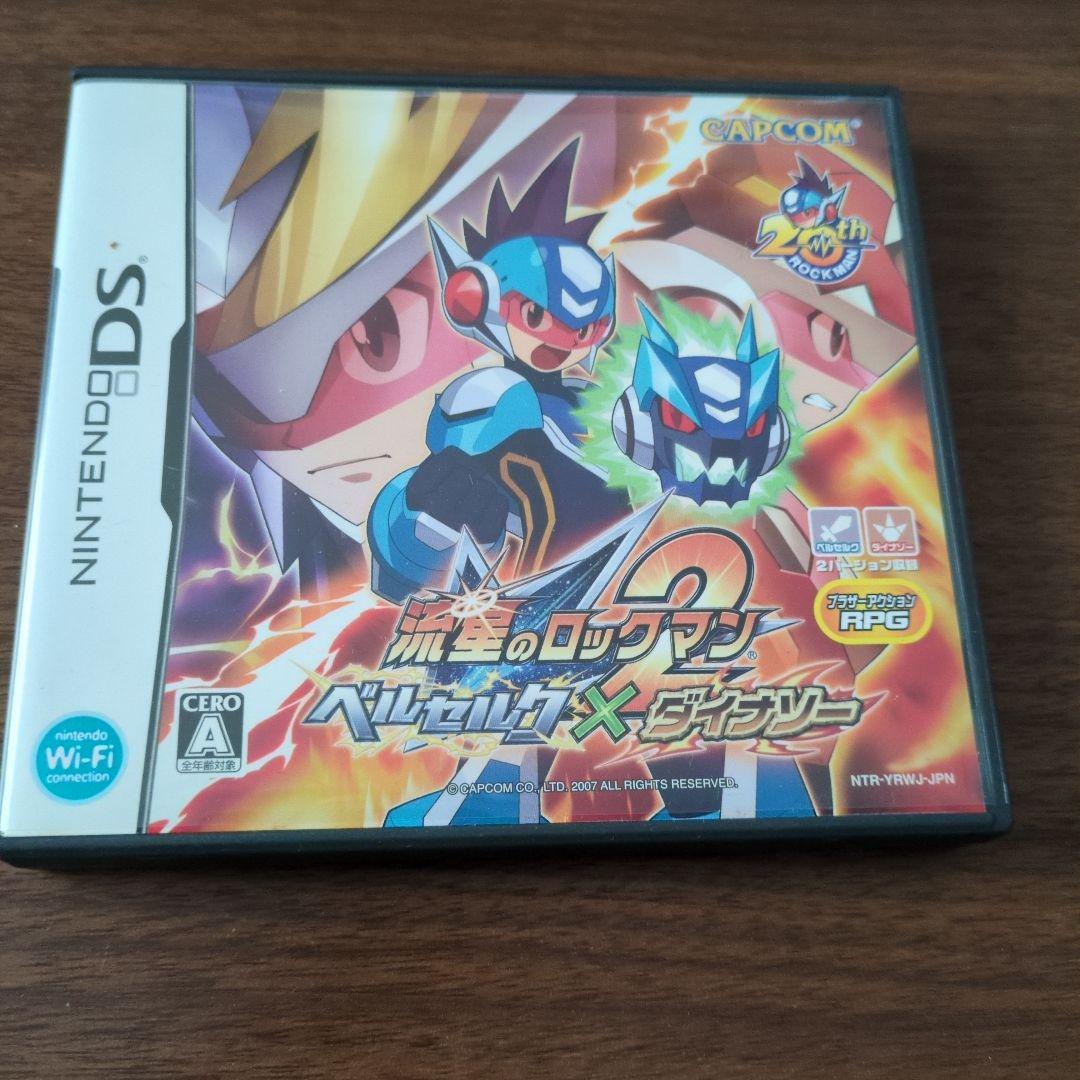 NINTENDO DS®
nintendo
Wi-Fi
connection
CAPCOM®
20th
ROCKMAN
ベルセルク
ダイナソー
2バージョン収録
ブラザーアクション
RPG
流星のロックマン®
2
ベルセルク×ダイナソー
CERO
A
全年齢対象
© CAPCOM CO., LTD. 2007 ALL RIGHTS RESERVED.
NTR-YRWJ-JPN